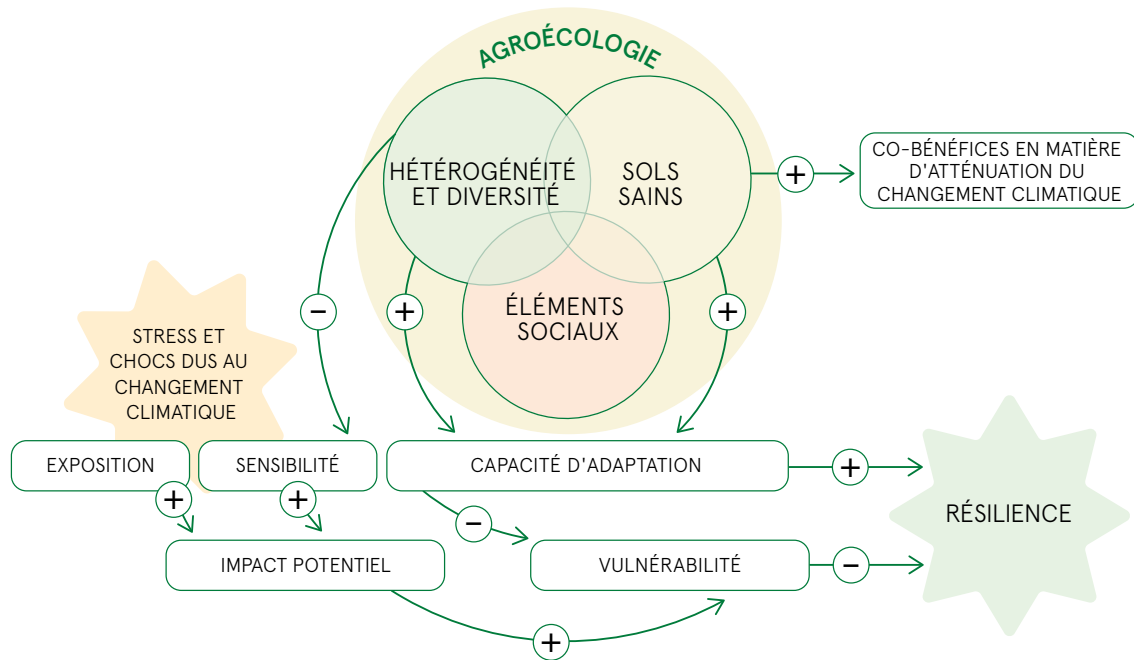 AGROÉCOLOGIE
HÉTÉROGÉNÉITÉ
ET DIVERSITÉ
SOLS
SAINS
ÉLÉMENTS
SOCIAUX
+
CO-BÉNÉFICES EN MATIÈRE
D'ATTÉNUATION DU
CHANGEMENT CLIMATIQUE
−
+
+
STRESS ET
CHOCS DUS AU
CHANGEMENT
CLIMATIQUE
EXPOSITION
SENSIBILITÉ
CAPACITÉ D'ADAPTATION
+
RÉSILIENCE
+
+
−
IMPACT POTENTIEL
VULNÉRABILITÉ
−
+